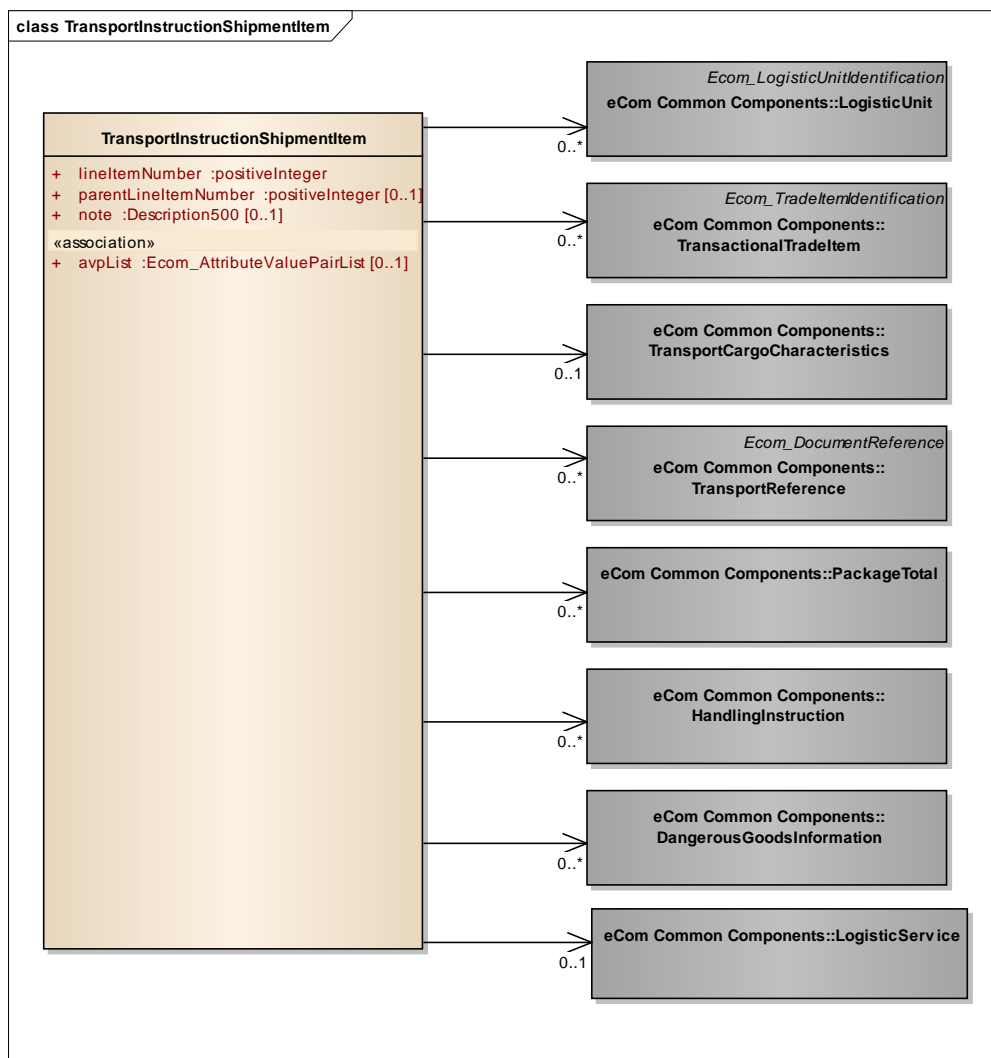 class TransportInstructionShipmentItem
TransportInstructionShipmentItem
+ lineItemNumber :positiveInteger
+ parentLineItemNumber :positiveInteger [0..1]
+ note :Description500 [0..1]
«association»
+ avpList :Ecom_AttributeValuePairList [0..1]
Ecom_LogisticUnitIdentification
eCom Common Components::LogisticUnit
0..*
Ecom_TradeItemIdentification
eCom Common Components::
TransactionalTradeItem
0..*
eCom Common Components::
TransportCargoCharacteristics
0..1
Ecom_DocumentReference
eCom Common Components::
TransportReference
0..*
eCom Common Components::PackageTotal
0..*
eCom Common Components::
HandlingInstruction
0..*
eCom Common Components::
DangerousGoodsInformation
0..*
eCom Common Components::LogisticService
0..1